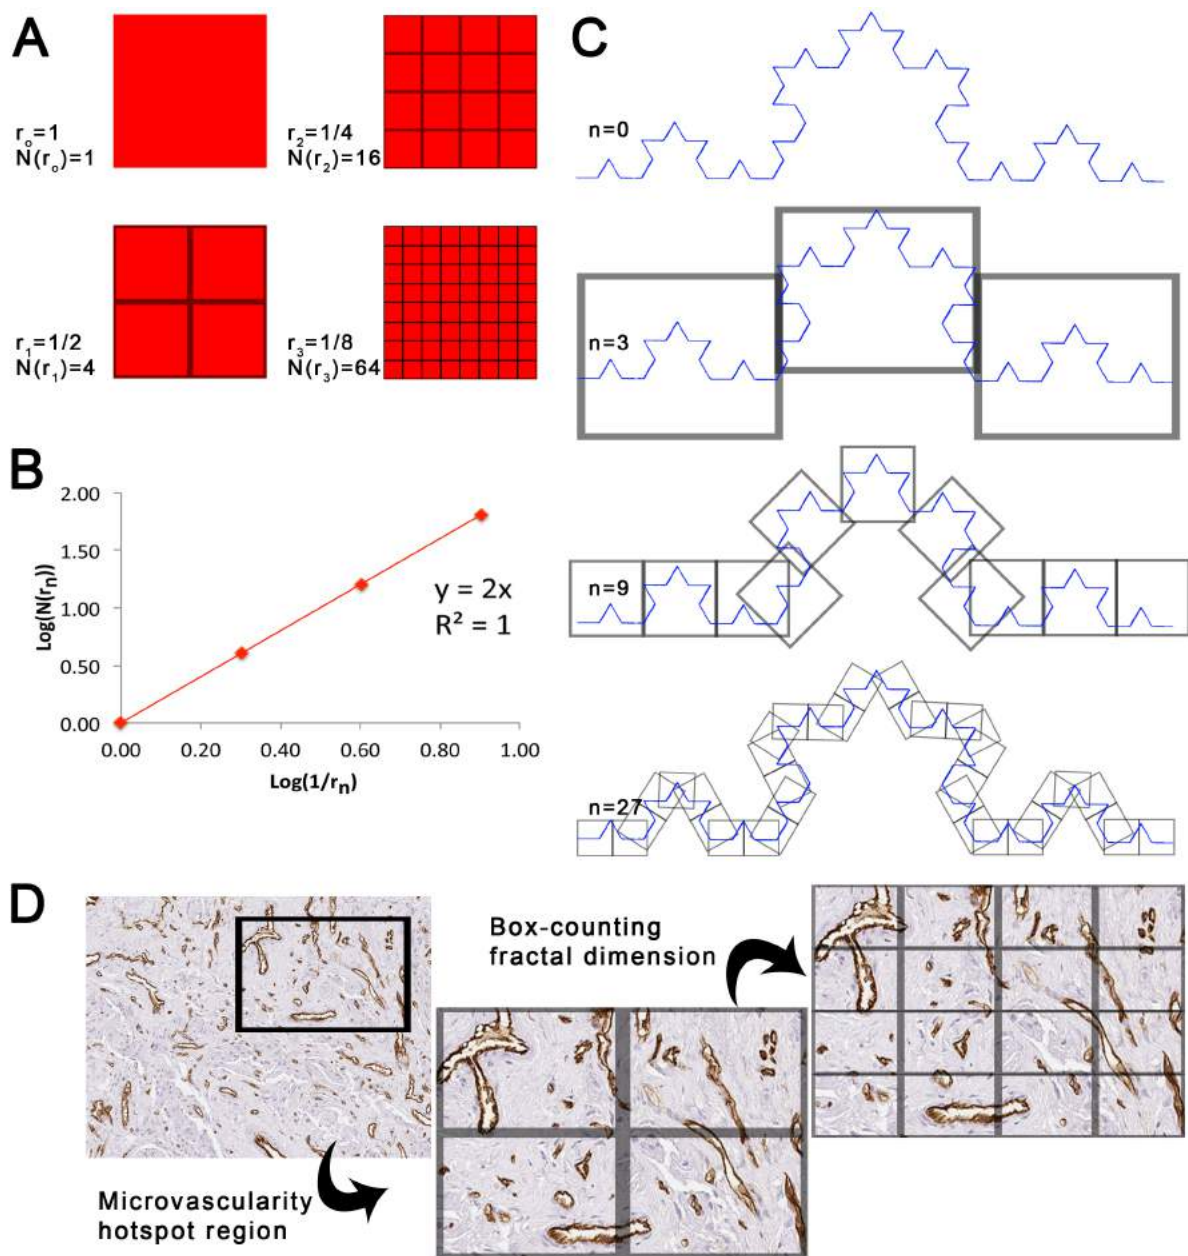 A
r₀=1
N(r₀)=1
r₂=1/4
N(r₂)=16
r₁=1/2
N(r₁)=4
r₃=1/8
N(r₃)=64
B
Log(N(rₙ))
2.00
1.50
1.00
0.50
0.00
y = 2x
R² = 1
0.00 0.20 0.40 0.60 0.80 1.00
Log(1/rₙ)
C
n=0
n=3
n=9
n=27
D
Microvascularity
hotspot region
Box-counting
fractal dimension